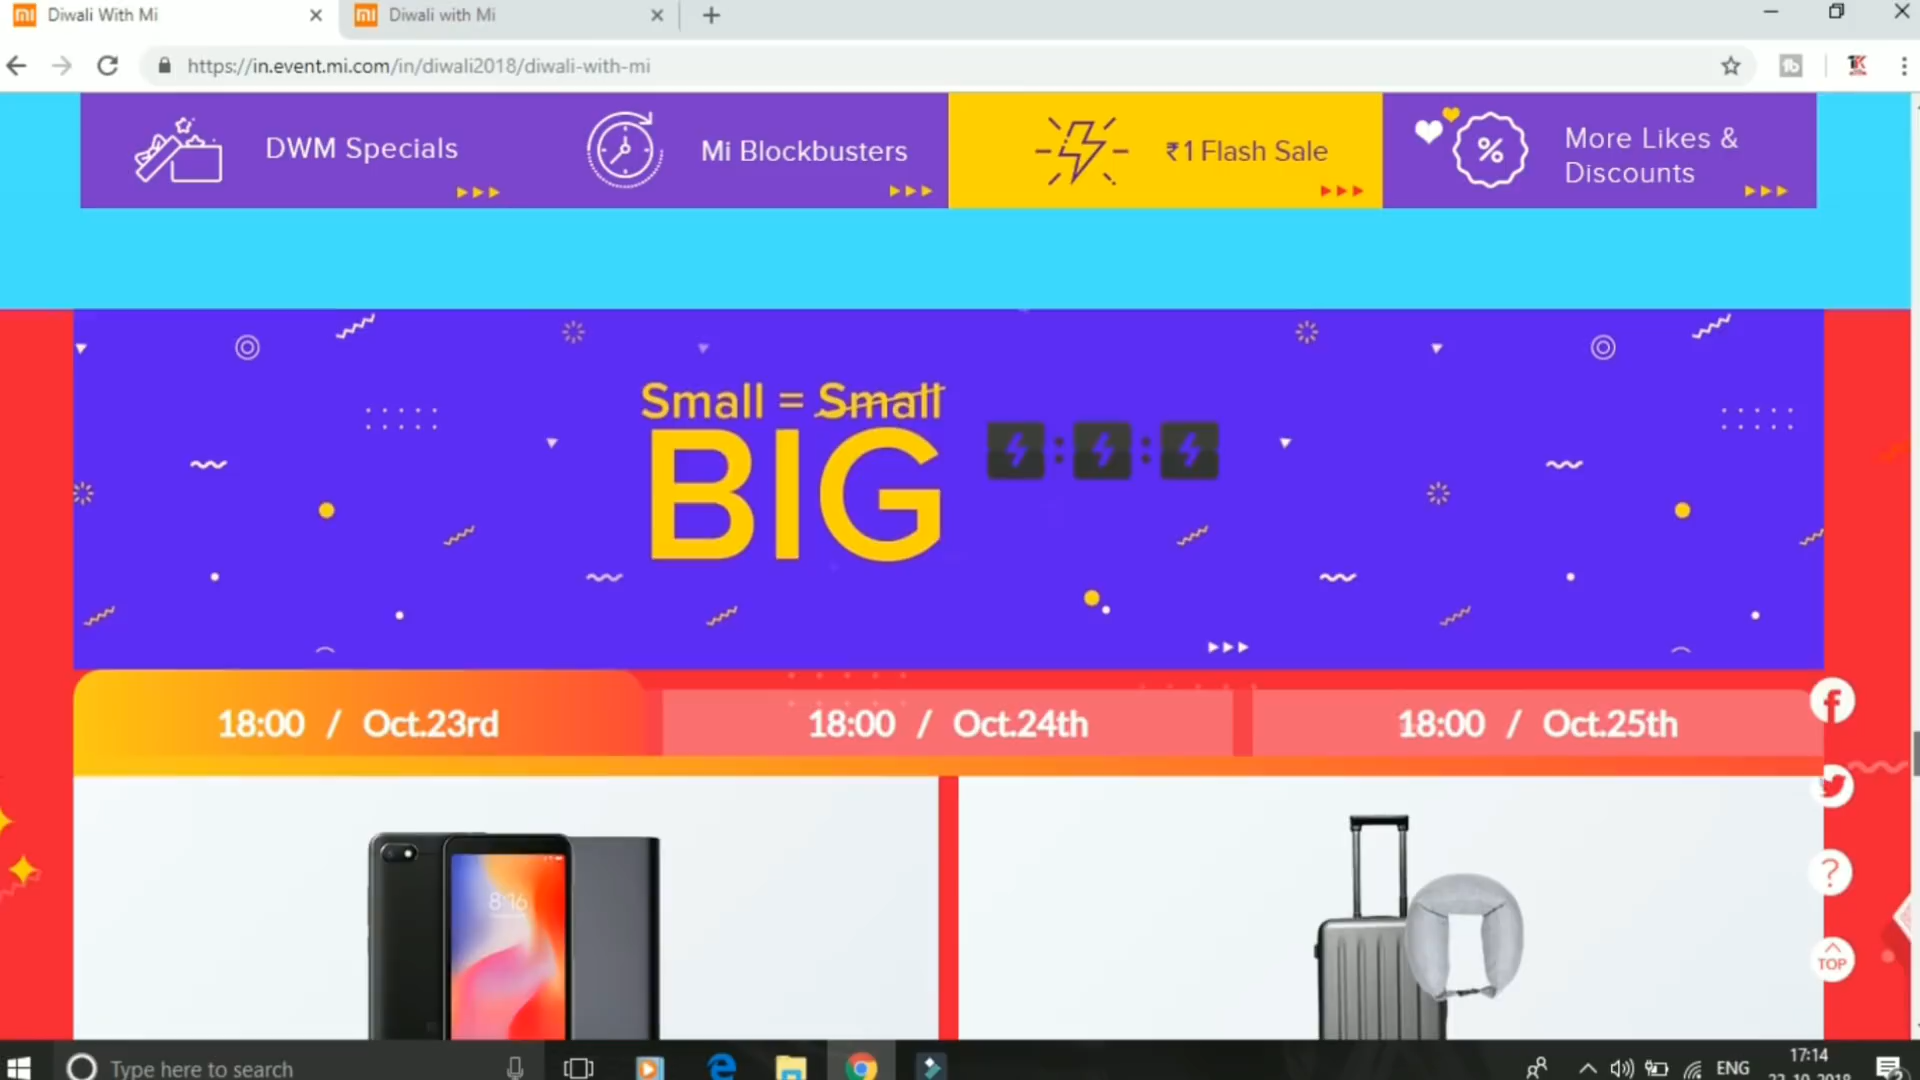 Diwali With Mi
Diwali with Mi
https://in.event.mi.com/in/diwali2018/diwali-with-mi
DWM Specials
Mi Blockbusters
₹1 Flash Sale
More Likes &
Discounts
Small = Small
BIG
18:00 / Oct.23rd
18:00 / Oct.24th
18:00 / Oct.25th
8:16
?
TOP
Type here to search
ENG
17:14